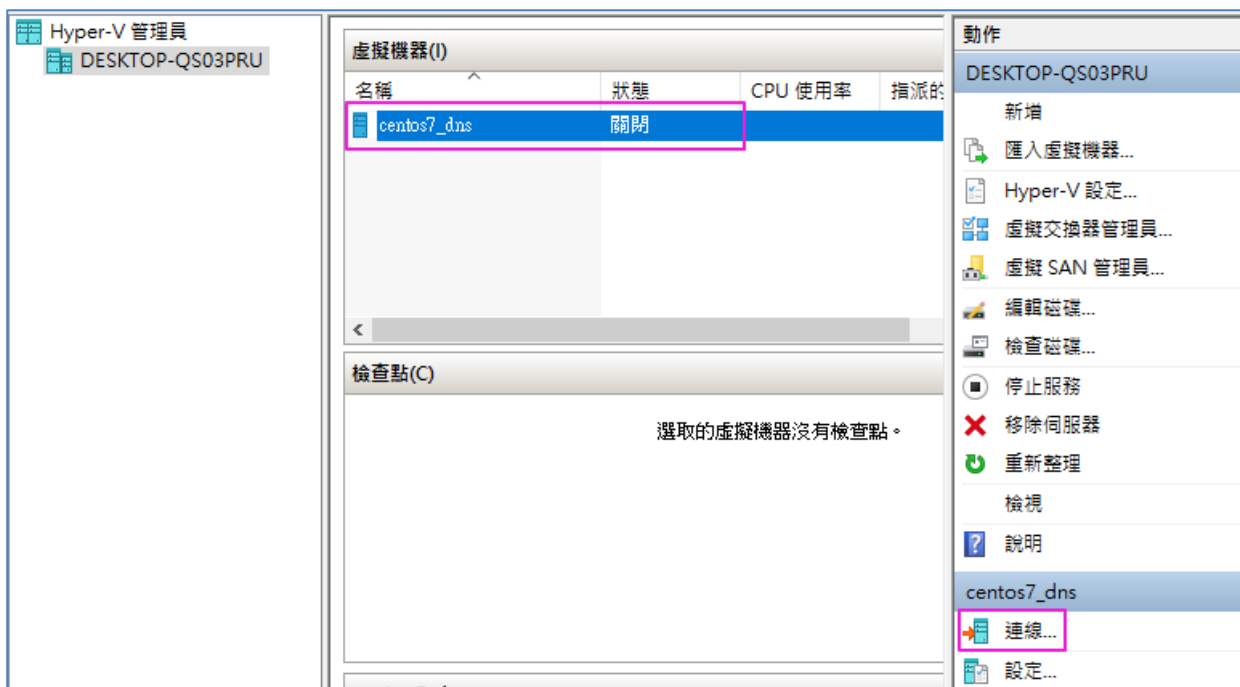 Hyper-V 管理員
DESKTOP-QS03PRU
虛擬機器(I)
名稱 狀態 CPU 使用率 指派的
centos7_dns 關閉
檢查點(C)
選取的虛擬機器沒有檢查點。
動作
DESKTOP-QS03PRU
新增
匯入虛擬機器...
Hyper-V 設定...
虛擬交換器管理員...
虛擬 SAN 管理員...
編輯磁碟...
檢查磁碟...
停止服務
移除伺服器
重新整理
檢視
說明
centos7_dns
連線...
設定...